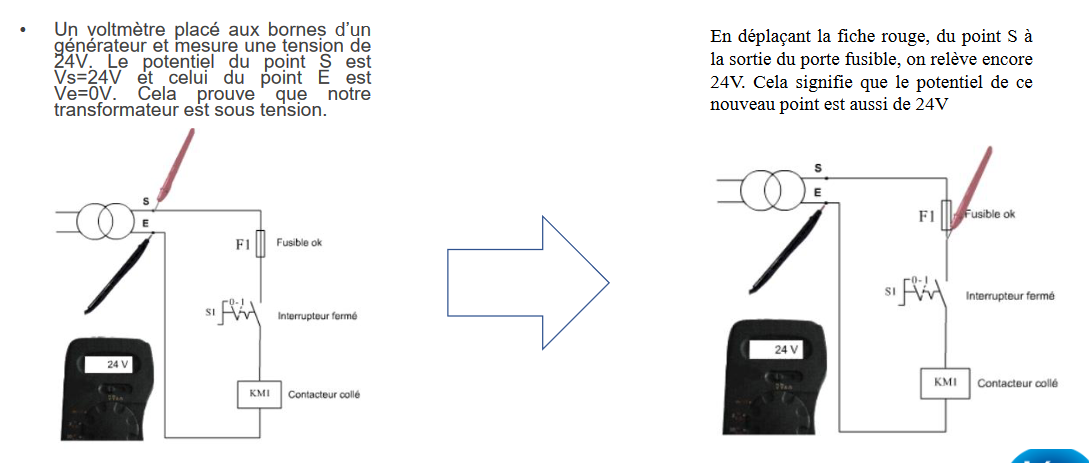 • Un voltmètre placé aux bornes d'un
générateur et mesure une tension de
24V. Le potentiel du point S est
Vs=24V et celui du point E est
Ve=0V. Cela prouve que notre
transformateur est sous tension.
S
E
F1 Fusible ok
0-1
S1
Interrupteur fermé
24 V
KM1 Contacteur collé
En déplaçant la fiche rouge, du point S à
la sortie du porte fusible, on relève encore
24V. Cela signifie que le potentiel de ce
nouveau point est aussi de 24V
S
E
F1 Fusible ok
0-1
S1
Interrupteur fermé
24 V
KM1 Contacteur collé